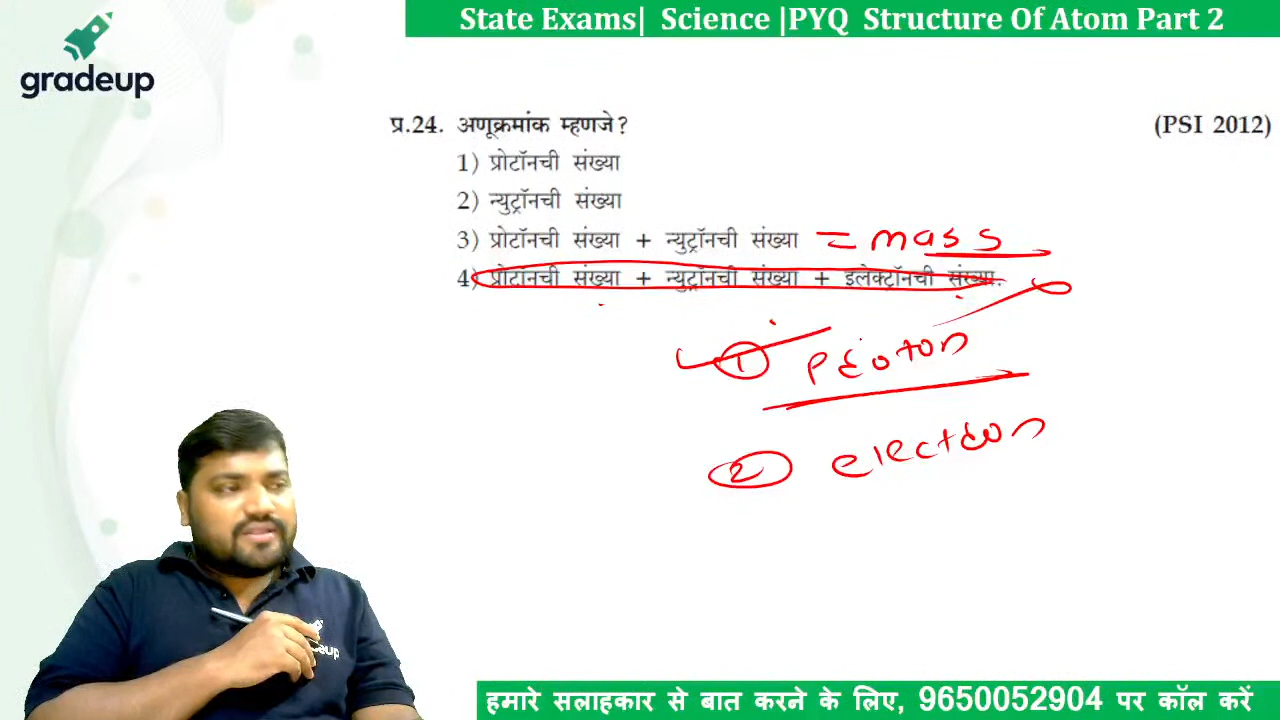 State Exams| Science |PYQ Structure Of Atom Part 2
gradeup
प्र.24. अणूक्रमांक म्हणजे? (PSI 2012)
1) प्रोटॉनची संख्या
2) न्युट्रॉनची संख्या
3) प्रोटॉनची संख्या + न्युट्रॉनची संख्या = mass
4) प्रोटॉनची संख्या + न्युट्रॉनची संख्या + इलेक्ट्रॉनची संख्या.
1 Proton
2 electron
gradeup
हमारे सलाहकार से बात करने के लिए, 9650052904 पर कॉल करें